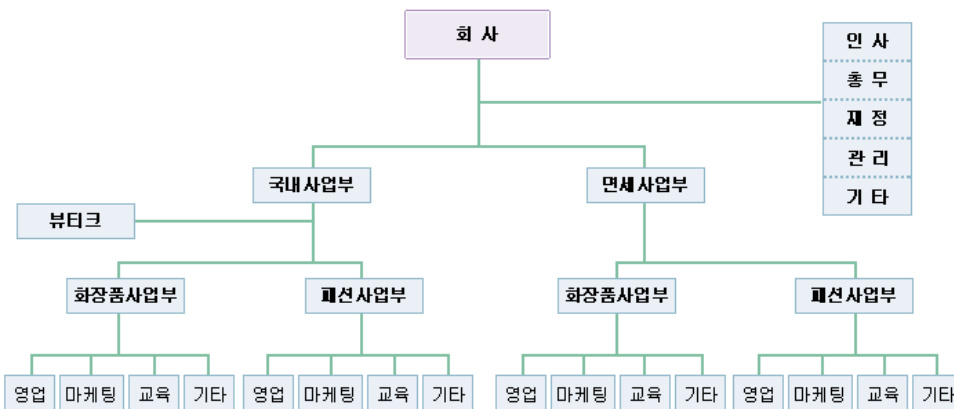 회 사
인 사
총 무
재 정
관 리
기 타
국내사업부
면세사업부
뷰티크
화장품사업부
패션사업부
화장품사업부
패션사업부
영업
마케팅
교육
기타
영업
마케팅
교육
기타
영업
마케팅
교육
기타
영업
마케팅
교육
기타